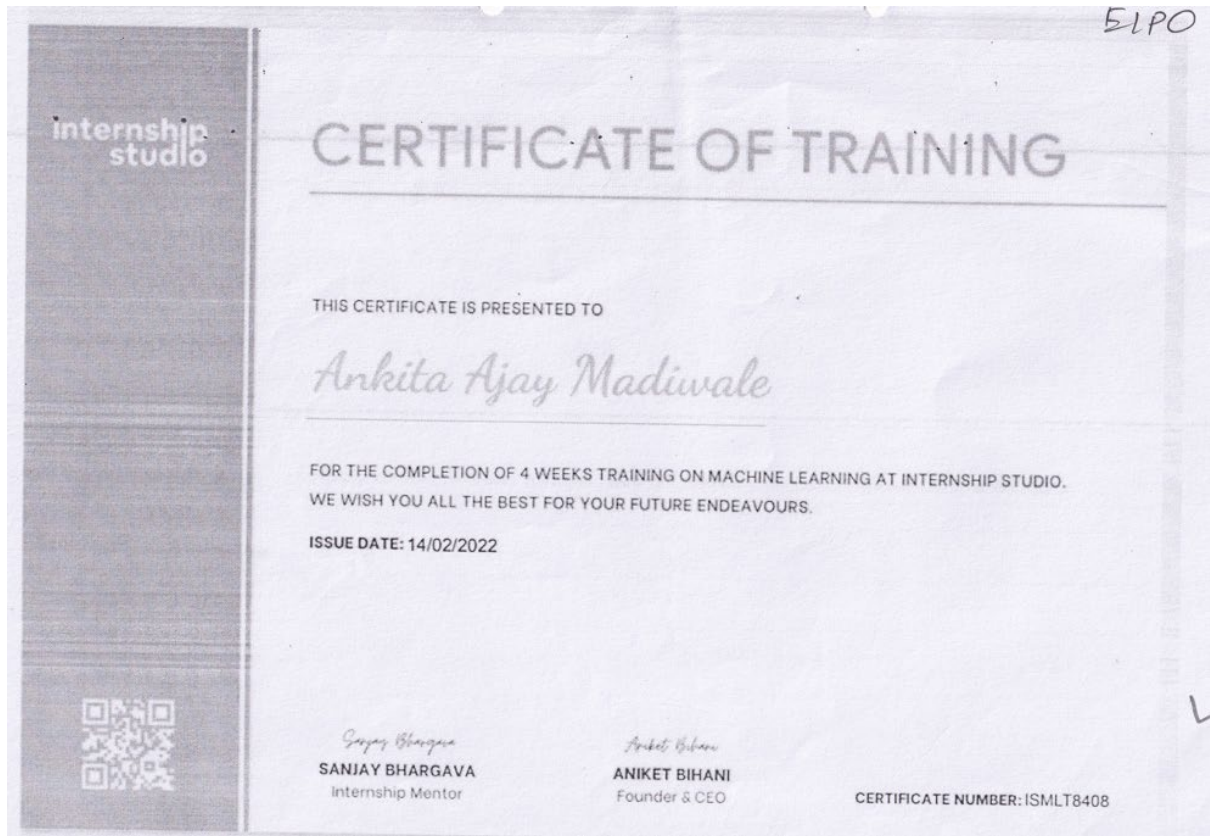 51PO
internship
studio
CERTIFICATE OF TRAINING
THIS CERTIFICATE IS PRESENTED TO
Ankita Ajay Madiwale
FOR THE COMPLETION OF 4 WEEKS TRAINING ON MACHINE LEARNING AT INTERNSHIP STUDIO.
WE WISH YOU ALL THE BEST FOR YOUR FUTURE ENDEAVOURS.
ISSUE DATE: 14/02/2022
Sanjay Bhargava
SANJAY BHARGAVA
Internship Mentor
Aniket Bihani
ANIKET BIHANI
Founder & CEO
CERTIFICATE NUMBER: ISMLT8408